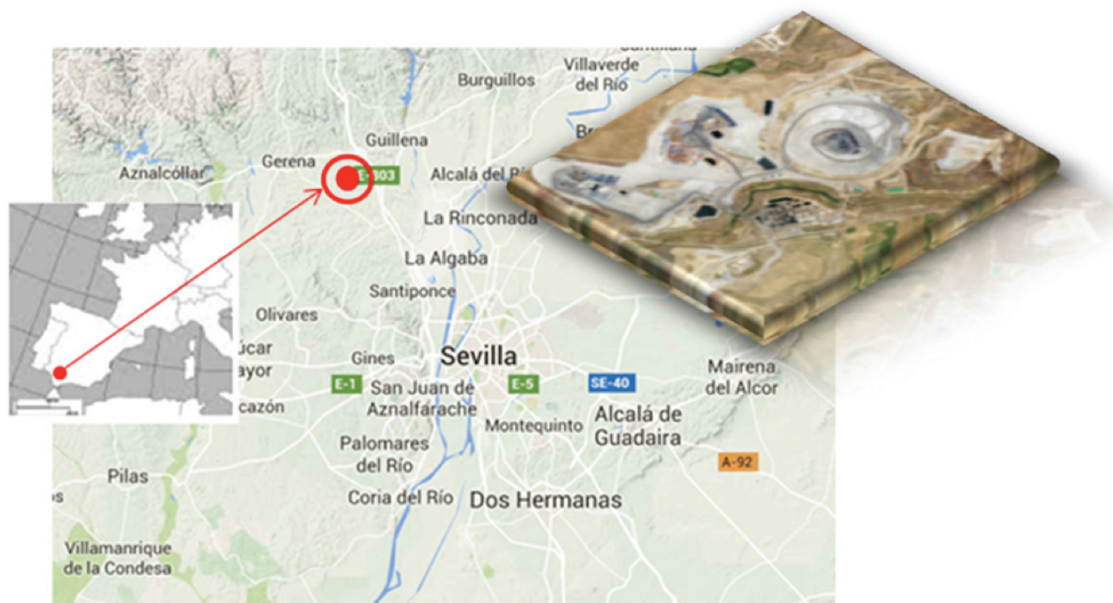 Villaverde
del Río
Burguillos
Guillena
Gerena
Aznalcóllar
Alcalá del
La Rinconada
La Algaba
Santiponce
Olivares
Sevilla
Gines
Mairena
del Alcor
E-1
San Juan de
Aznalfarache
E-5
SE-40
Alcalá de
Guadaira
Montequinto
Palomares
del Río
A-92
Pilas
Coria del Río
Dos Hermanas
Villamanrique
de la Condesa